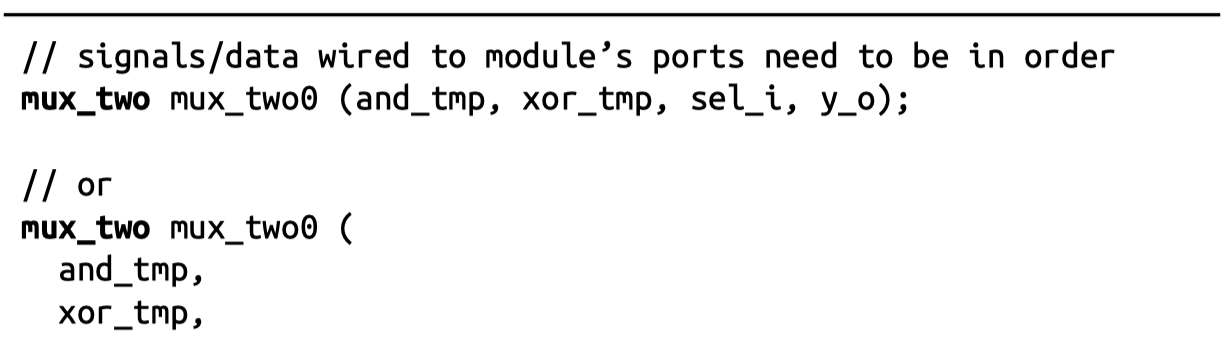 // signals/data wired to module’s ports need to be in order
mux_two mux_two0 (and_tmp, xor_tmp, sel_i, y_o);
// or
mux_two mux_two0 (
and_tmp,
xor_tmp,